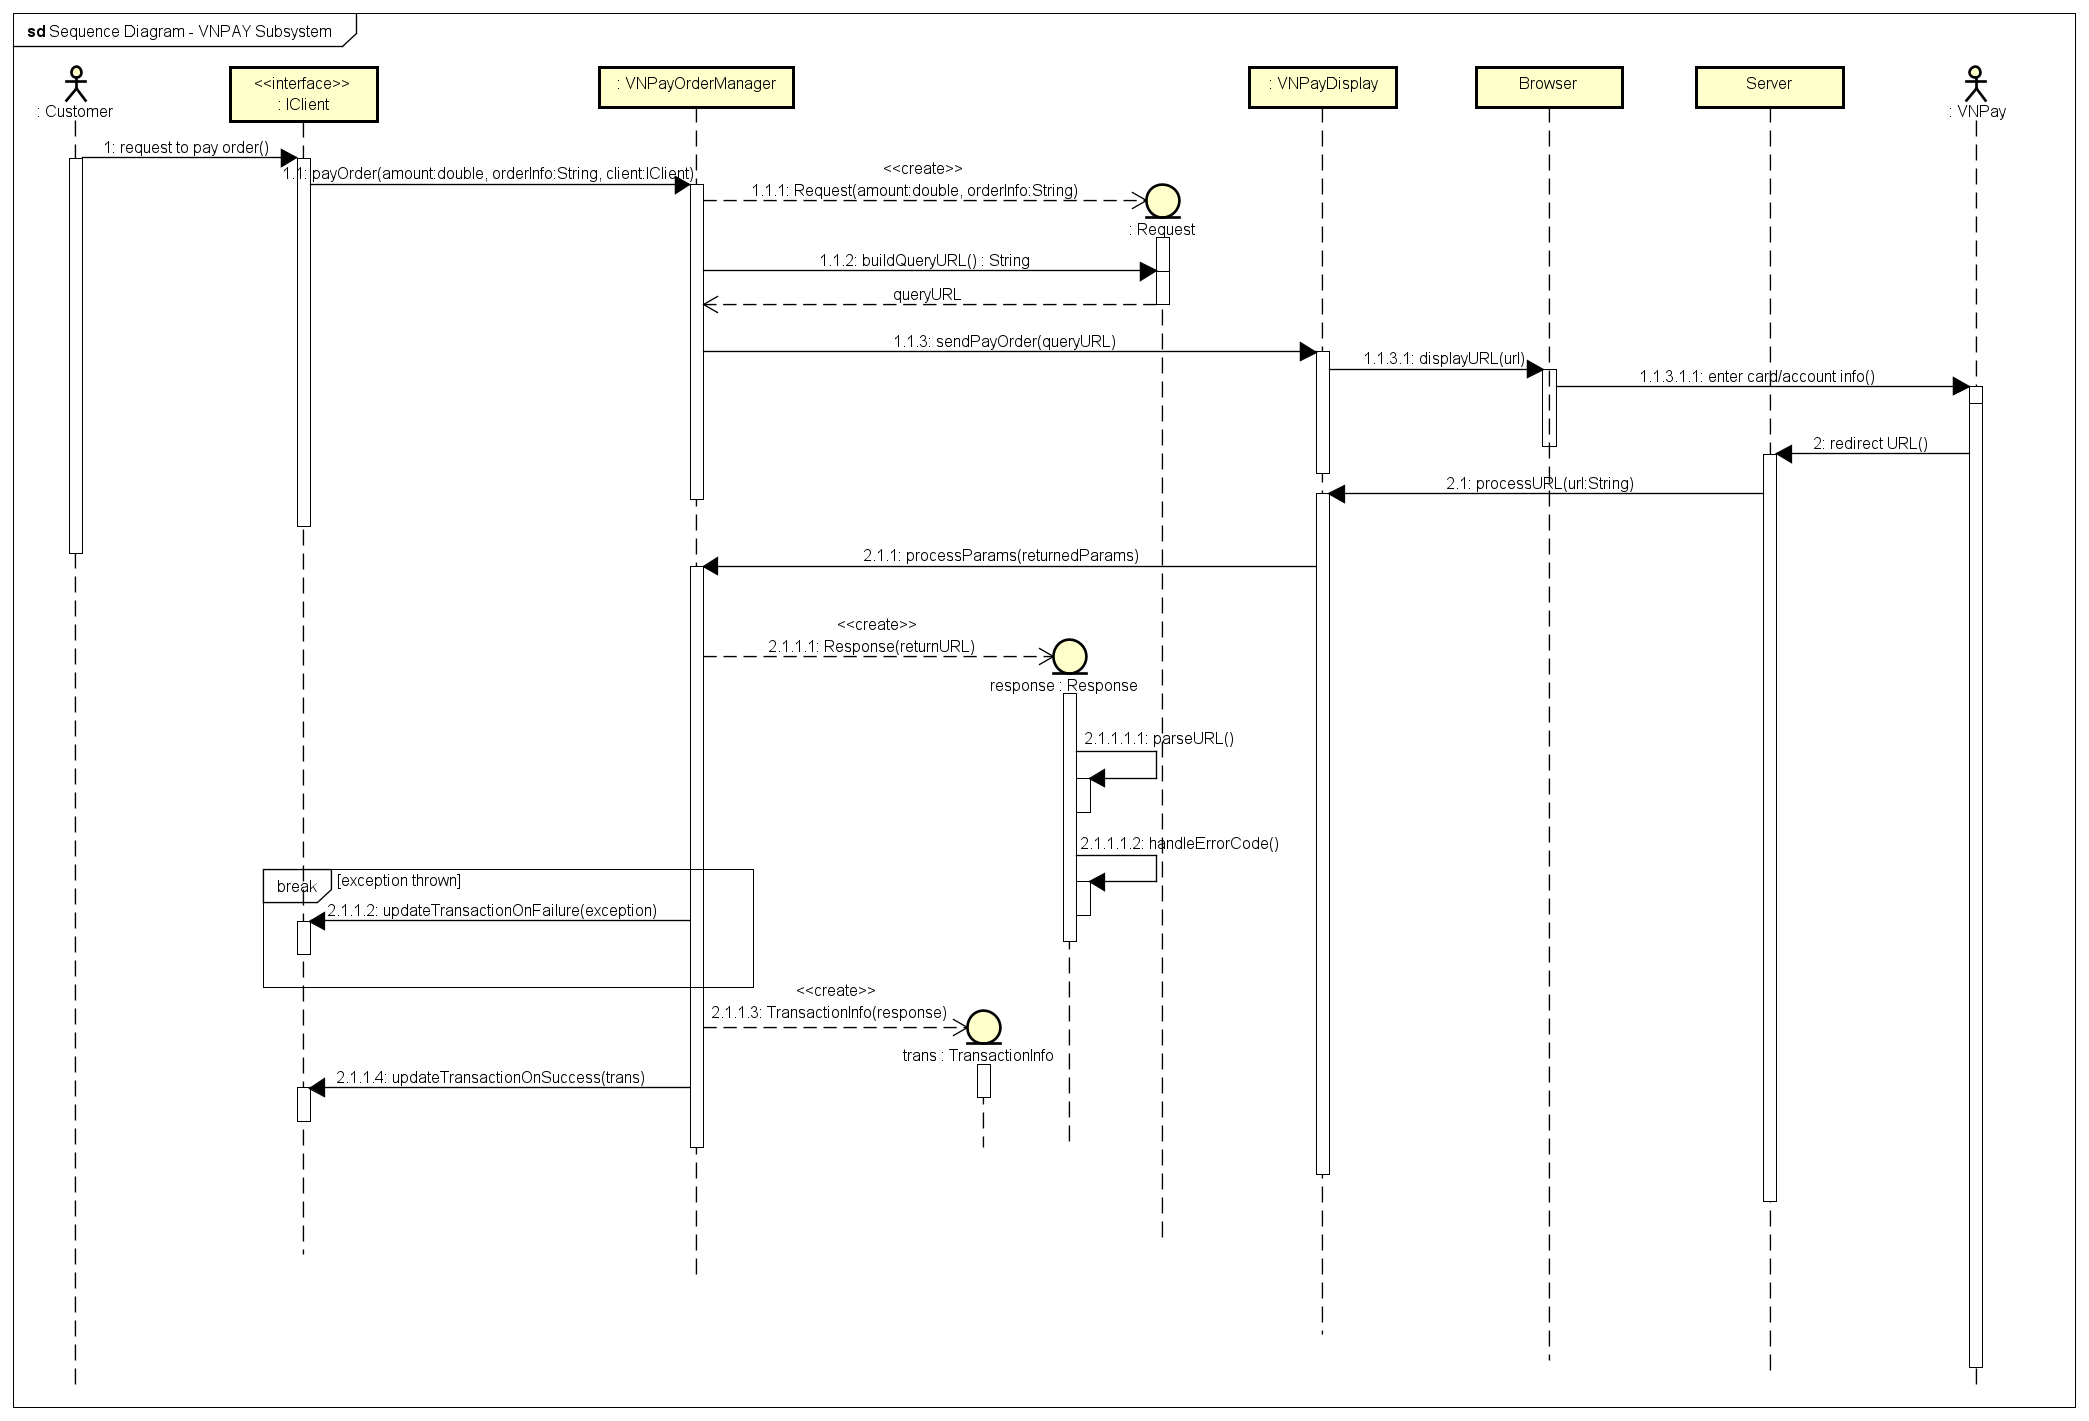 sd Sequence Diagram - VNPAY Subsystem
: Customer
<<interface>>
: IClient
: VNPayOrderManager
: VNPayDisplay
Browser
Server
: VNPay
1: request to pay order()
1.1: payOrder(amount:double, orderInfo:String, client:IClient)
<<create>>
1.1.1: Request(amount:double, orderInfo:String)
: Request
1.1.2: buildQueryURL() : String
queryURL
1.1.3: sendPayOrder(queryURL)
1.1.3.1: displayURL(url)
1.1.3.1.1: enter card/account info()
2: redirect URL()
2.1: processURL(url:String)
2.1.1: processParams(returnedParams)
<<create>>
2.1.1.1: Response(returnURL)
response : Response
2.1.1.1.1: parseURL()
2.1.1.1.2: handleErrorCode()
break
[exception thrown]
2.1.1.2: updateTransactionOnFailure(exception)
<<create>>
2.1.1.3: TransactionInfo(response)
trans : TransactionInfo
2.1.1.4: updateTransactionOnSuccess(trans)